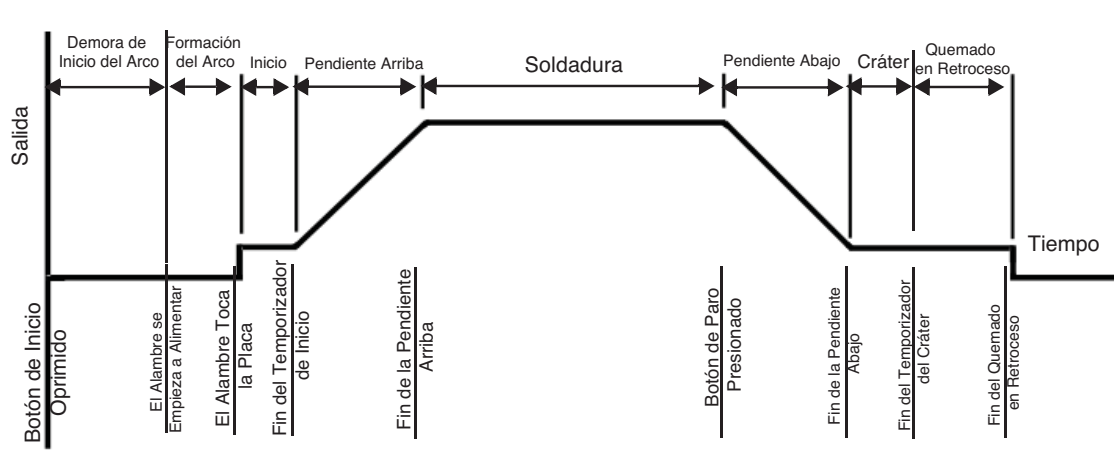 Demora de
Inicio del Arco
Formación
del Arco
Inicio
Pendiente Arriba
Soldadura
Pendiente Abajo
Cráter
Quemado
en Retroceso
Salida
Tiempo
Botón de Inicio
Oprimido
El Alambre se
Empieza a Alimentar
El Alambre Toca
la Placa
Fin del Temporizador
de Inicio
Fin de la Pendiente
Arriba
Botón de Paro
Presionado
Fin de la Pendiente
Abajo
Fin del Temporizador
del Cráter
Fin del Quemado
en Retroceso